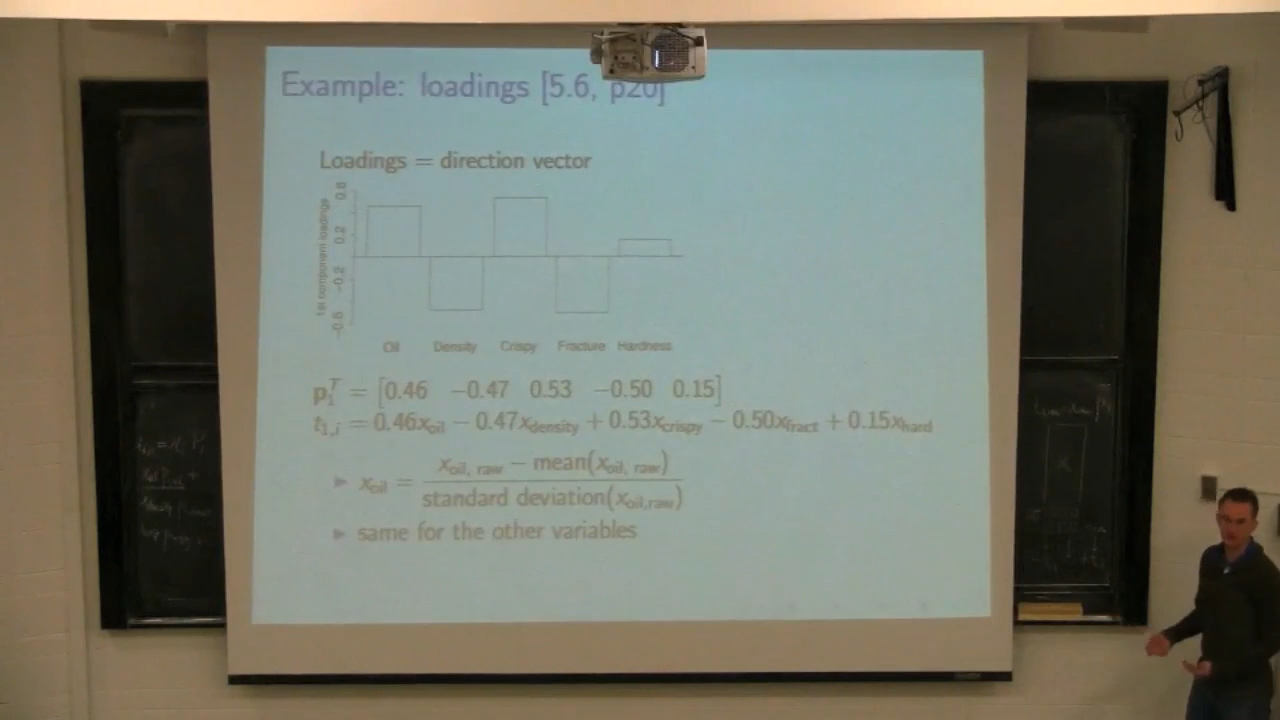 Example: loadings [5.6, p20]
Loadings = direction vector
1st component loadings
0.6
0.2
−0.2
−0.6
Oil Density Crispy Fracture Hardness
p₁ᵀ = [0.46 −0.47 0.53 −0.50 0.15]
t₁,ᵢ = 0.46x_oil − 0.47x_density + 0.53x_crispy − 0.50x_fract + 0.15x_hard
► x_oil = (x_oil, raw − mean(x_oil, raw)) / (standard deviation(x_oil,raw))
► same for the other variables